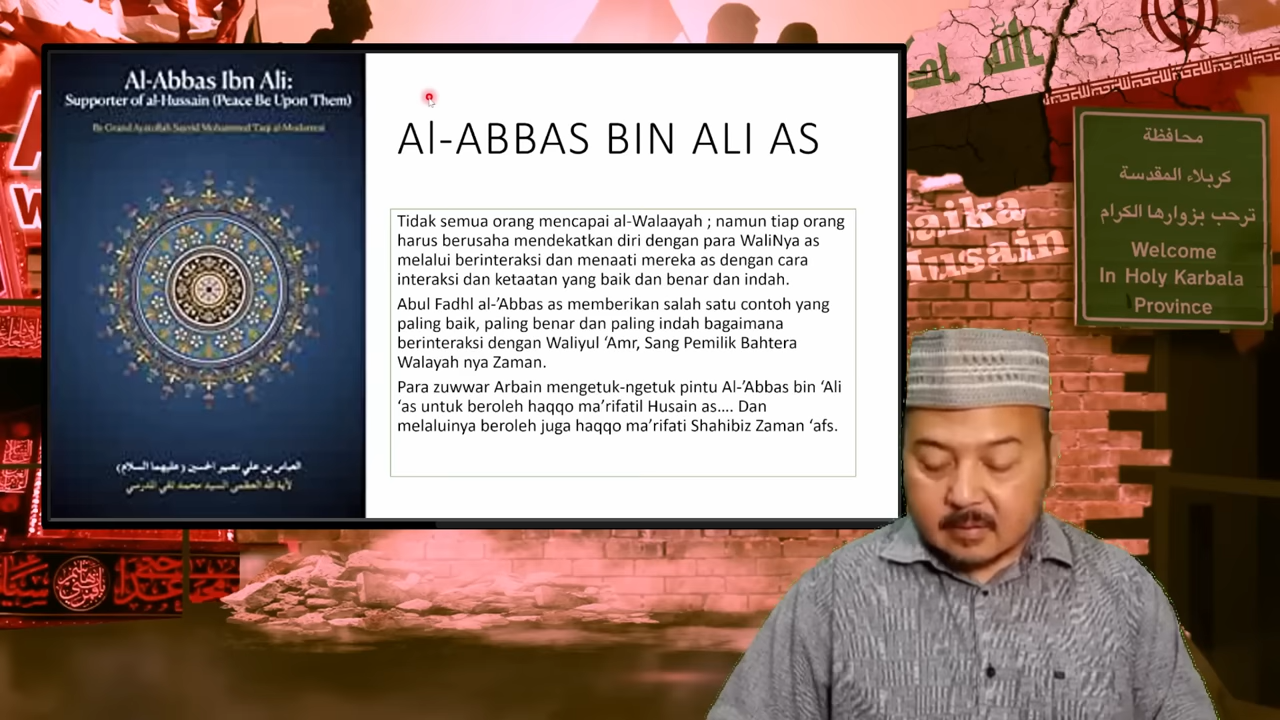 Al-Abbas Ibn Ali:
Supporter of al-Hussain (Peace Be Upon Them)
By Grand Ayatollah Sayyid Mohammed Taqi al-Modarresi
العباس بن علي نصير الحسين (عليهما السلام)
لآية الله العظمى السيد محمد تقي المدرسي
Al-ABBAS BIN ALI AS
Tidak semua orang mencapai al-Walaayah ; namun tiap orang
harus berusaha mendekatkan diri dengan para WaliNya as
melalui berinteraksi dan menaati mereka as dengan cara
interaksi dan ketaatan yang baik dan benar dan indah.
Abul Fadhl al-’Abbas as memberikan salah satu contoh yang
paling baik, paling benar dan paling indah bagaimana
berinteraksi dengan Waliyul ‘Amr, Sang Pemilik Bahtera
Walayah nya Zaman.
Para zuwwar Arbain mengetuk-ngetuk pintu Al-’Abbas bin ‘Ali
‘as untuk beroleh haqqo ma’rifatil Husain as…. Dan
melaluinya beroleh juga haqqo ma’rifati Shahibiz Zaman ‘afs.
الله
محافظة
كربلاء المقدسة
ترحب بزوارها الكرام
Welcome
In Holy Karbala
Province